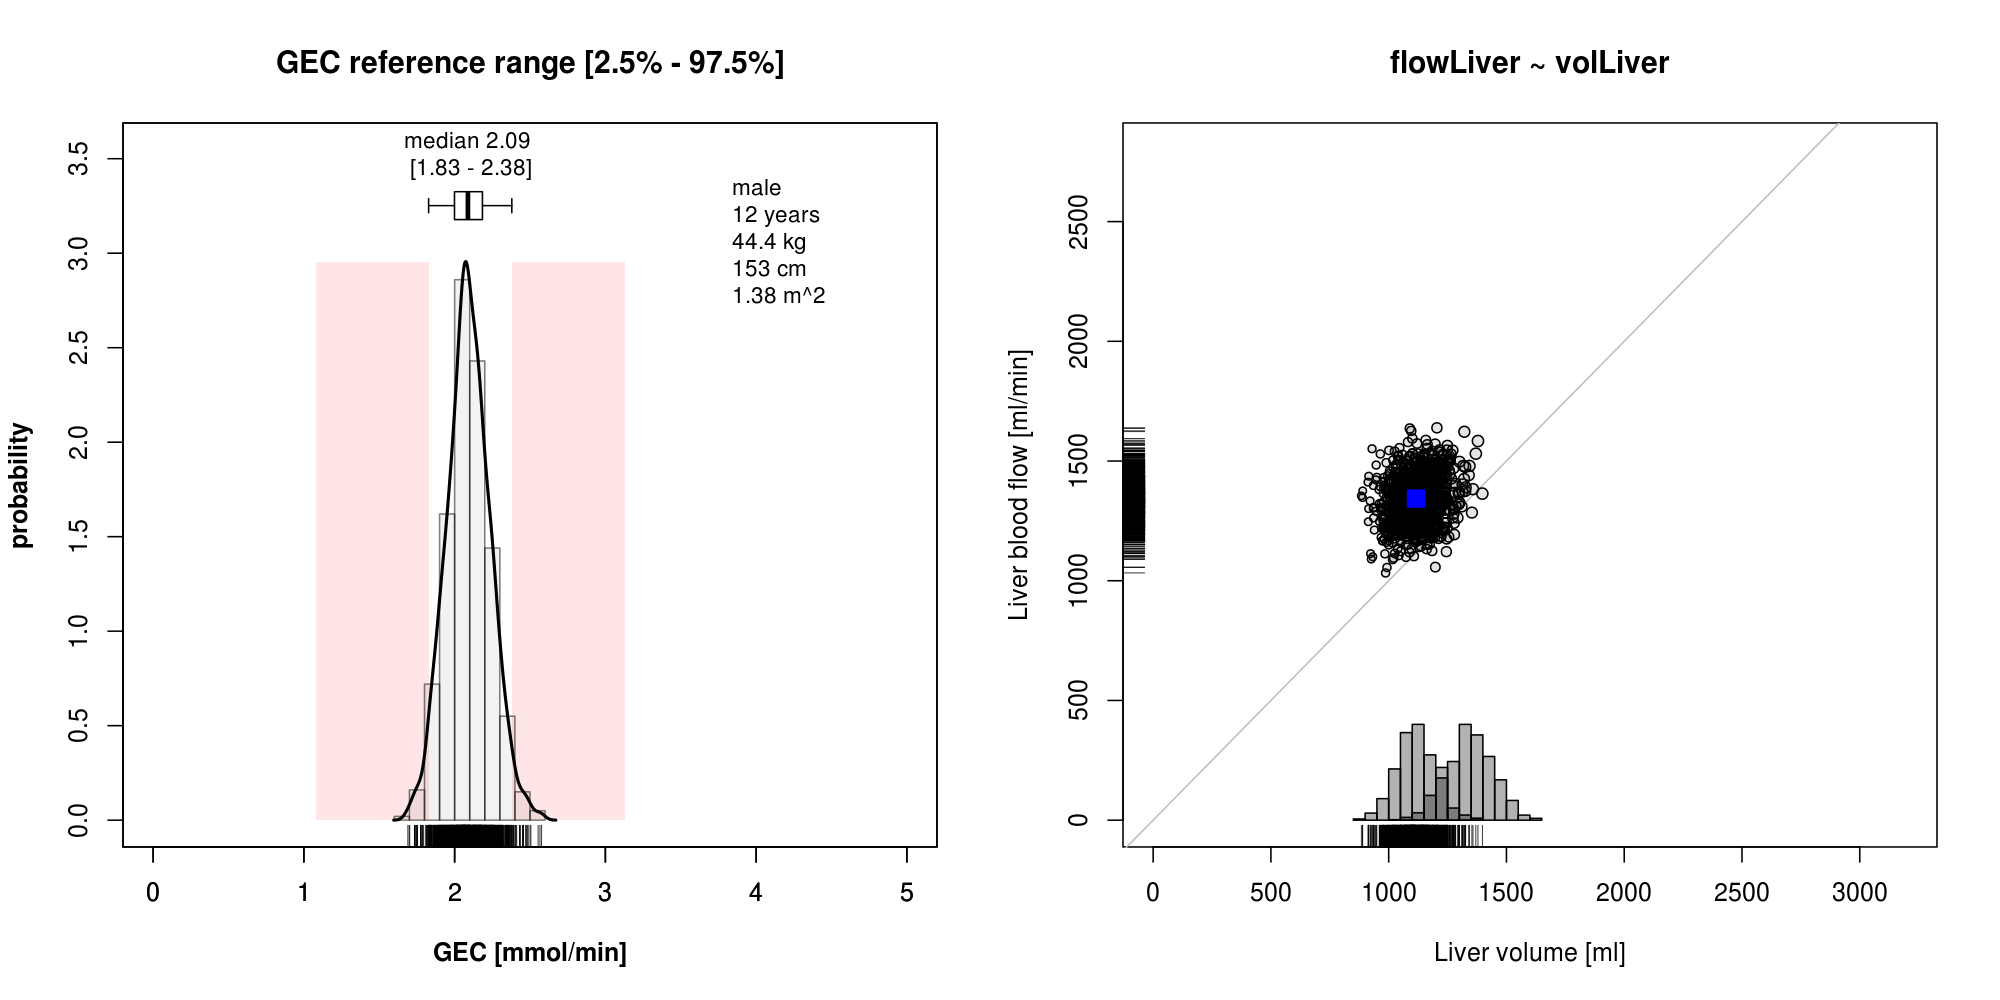 GEC reference range [2.5% - 97.5%]
median 2.09
[1.83 - 2.38]
male
12 years
44.4 kg
153 cm
1.38 m^2
3.5
3.0
2.5
2.0
1.5
1.0
0.5
0.0
probability
0 1 2 3 4 5
GEC [mmol/min]
flowLiver ~ volLiver
2500
2000
1500
1000
500
0
Liver blood flow [ml/min]
0 500 1000 1500 2000 2500 3000
Liver volume [ml]